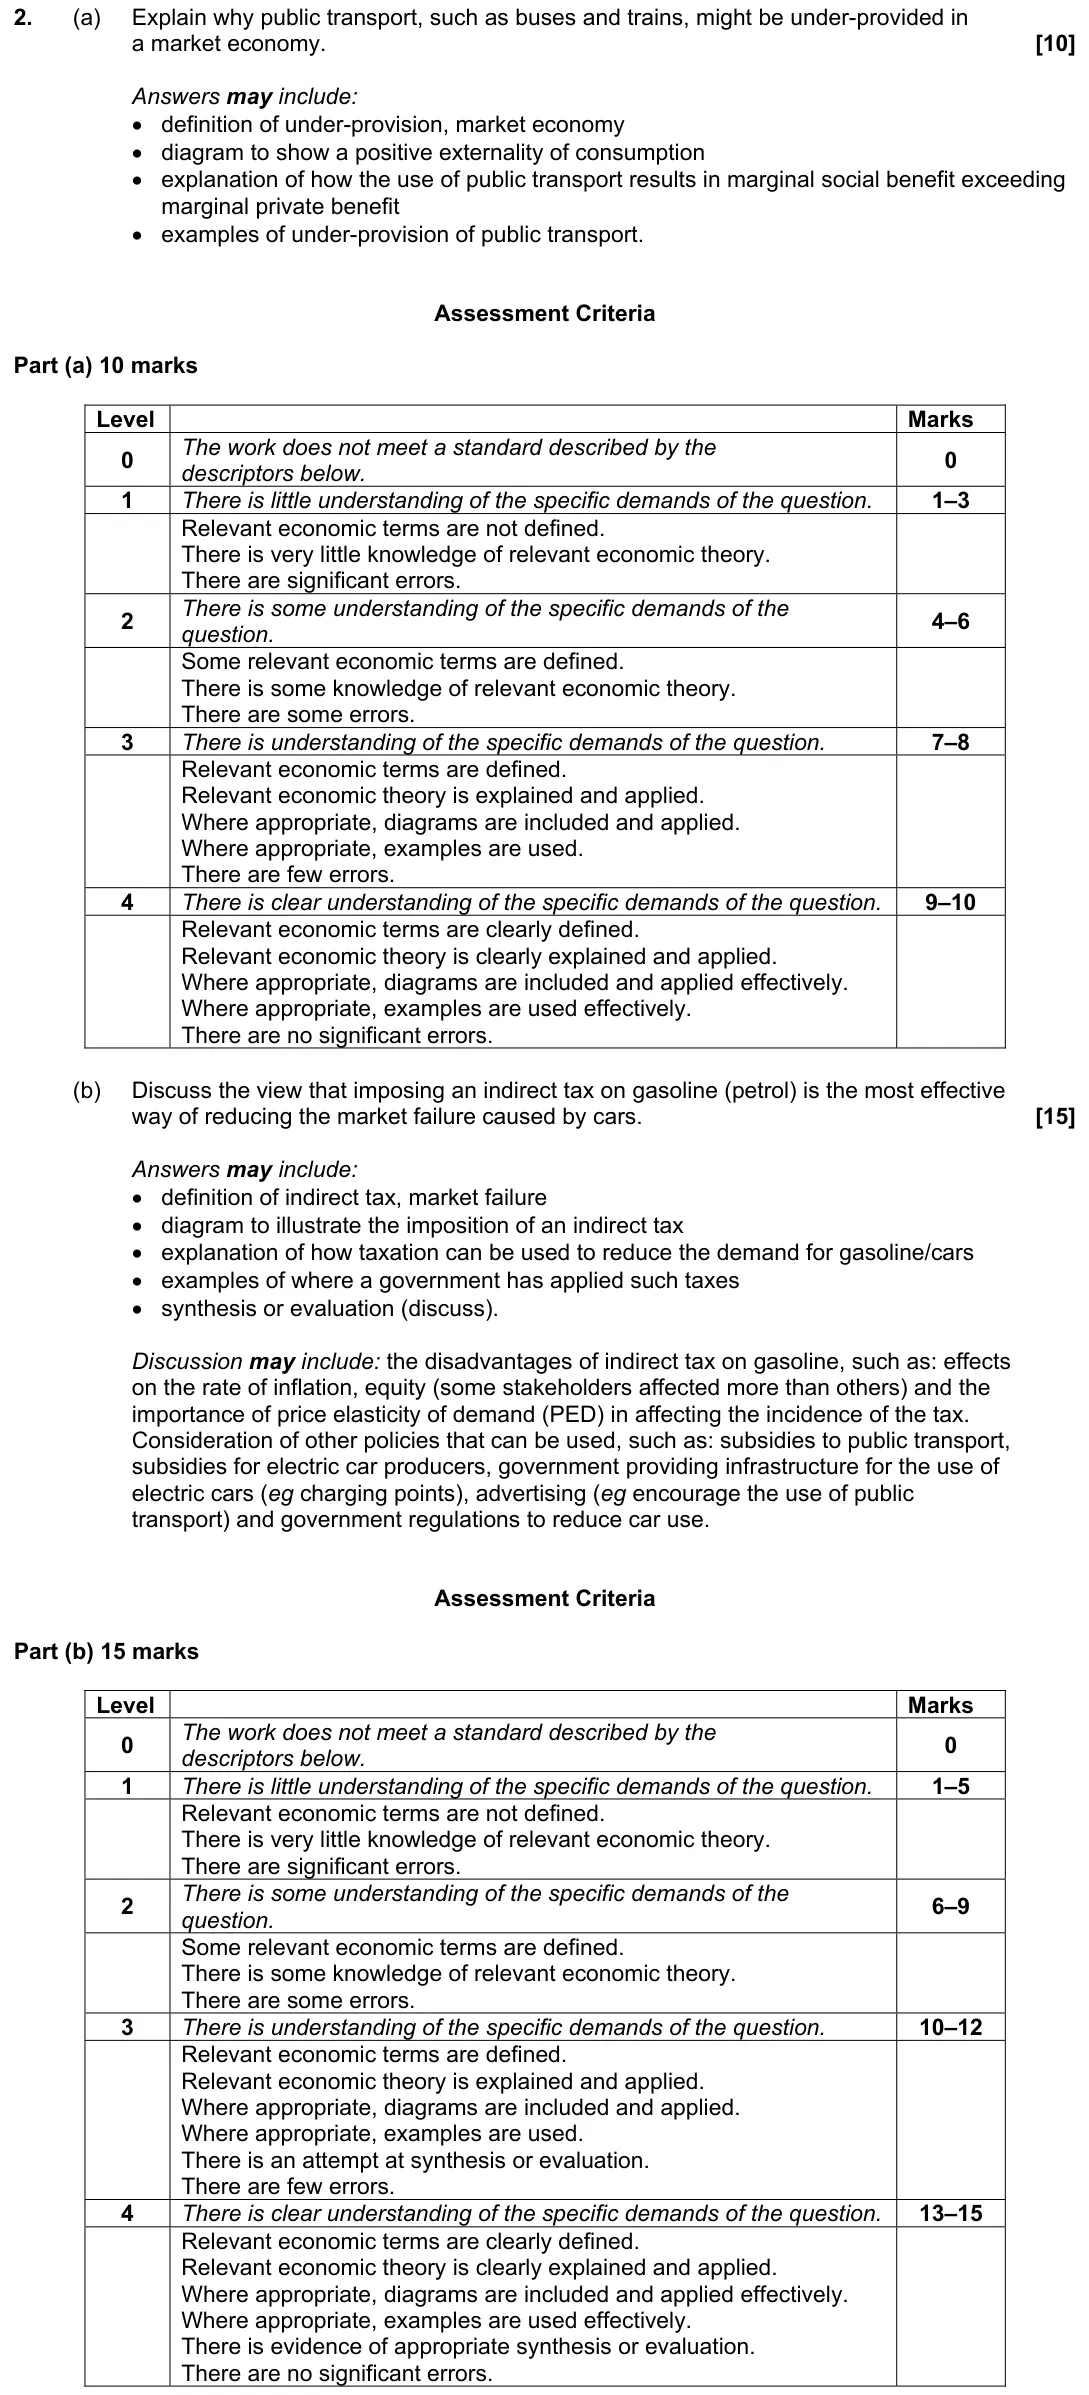 2. (a) Explain why public transport, such as buses and trains, might be under-provided in
a market economy. [10]
Answers may include:
• definition of under-provision, market economy
• diagram to show a positive externality of consumption
• explanation of how the use of public transport results in marginal social benefit exceeding
marginal private benefit
• examples of under-provision of public transport.
Assessment Criteria
Part (a) 10 marks
Level Marks
0 The work does not meet a standard described by the
descriptors below. 0
1 There is little understanding of the specific demands of the question. 1–3
Relevant economic terms are not defined.
There is very little knowledge of relevant economic theory.
There are significant errors.
2 There is some understanding of the specific demands of the
question. 4–6
Some relevant economic terms are defined.
There is some knowledge of relevant economic theory.
There are some errors.
3 There is understanding of the specific demands of the question. 7–8
Relevant economic terms are defined.
Relevant economic theory is explained and applied.
Where appropriate, diagrams are included and applied.
Where appropriate, examples are used.
There are few errors.
4 There is clear understanding of the specific demands of the question. 9–10
Relevant economic terms are clearly defined.
Relevant economic theory is clearly explained and applied.
Where appropriate, diagrams are included and applied effectively.
Where appropriate, examples are used effectively.
There are no significant errors.
(b) Discuss the view that imposing an indirect tax on gasoline (petrol) is the most effective
way of reducing the market failure caused by cars. [15]
Answers may include:
• definition of indirect tax, market failure
• diagram to illustrate the imposition of an indirect tax
• explanation of how taxation can be used to reduce the demand for gasoline/cars
• examples of where a government has applied such taxes
• synthesis or evaluation (discuss).
Discussion may include: the disadvantages of indirect tax on gasoline, such as: effects
on the rate of inflation, equity (some stakeholders affected more than others) and the
importance of price elasticity of demand (PED) in affecting the incidence of the tax.
Consideration of other policies that can be used, such as: subsidies to public transport,
subsidies for electric car producers, government providing infrastructure for the use of
electric cars (eg charging points), advertising (eg encourage the use of public
transport) and government regulations to reduce car use.
Assessment Criteria
Part (b) 15 marks
Level Marks
0 The work does not meet a standard described by the
descriptors below. 0
1 There is little understanding of the specific demands of the question. 1–5
Relevant economic terms are not defined.
There is very little knowledge of relevant economic theory.
There are significant errors.
2 There is some understanding of the specific demands of the
question. 6–9
Some relevant economic terms are defined.
There is some knowledge of relevant economic theory.
There are some errors.
3 There is understanding of the specific demands of the question. 10–12
Relevant economic terms are defined.
Relevant economic theory is explained and applied.
Where appropriate, diagrams are included and applied.
Where appropriate, examples are used.
There is an attempt at synthesis or evaluation.
There are few errors.
4 There is clear understanding of the specific demands of the question. 13–15
Relevant economic terms are clearly defined.
Relevant economic theory is clearly explained and applied.
Where appropriate, diagrams are included and applied effectively.
Where appropriate, examples are used effectively.
There is evidence of appropriate synthesis or evaluation.
There are no significant errors.